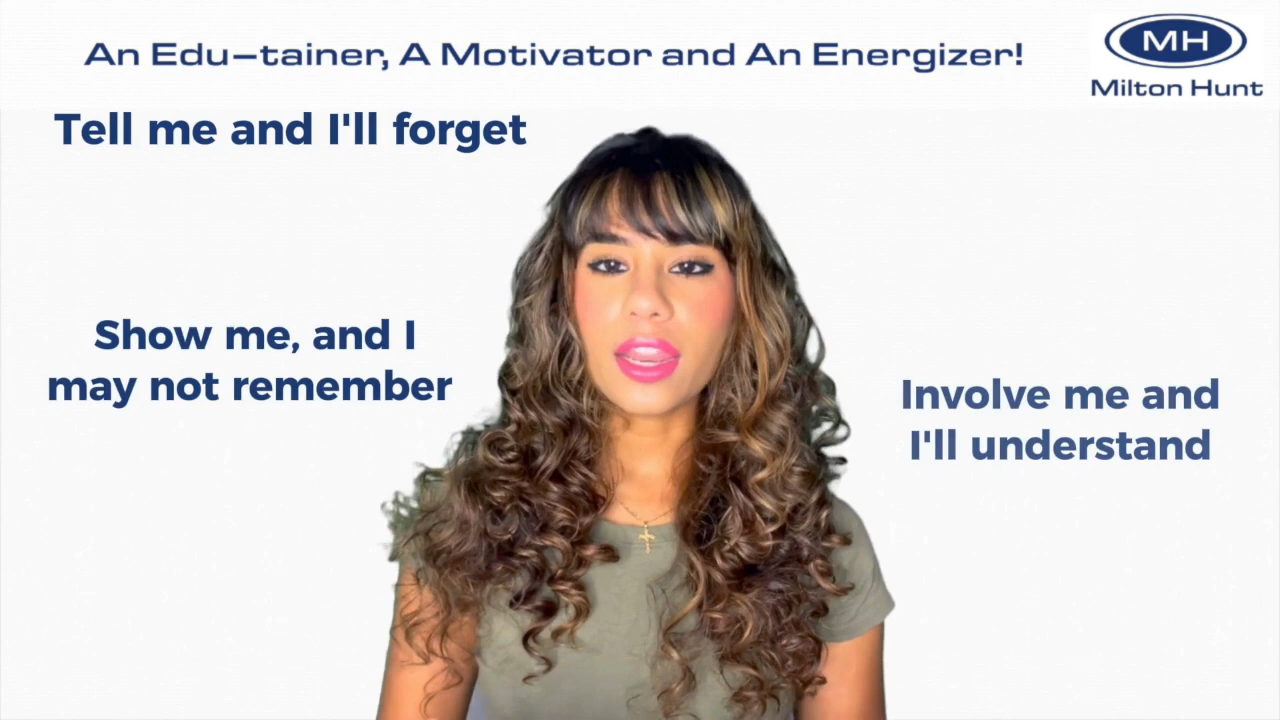 An Edu-tainer, A Motivator and An Energizer!
MH
Milton Hunt
Tell me and I'll forget
Show me, and I
may not remember
Involve me and
I'll understand